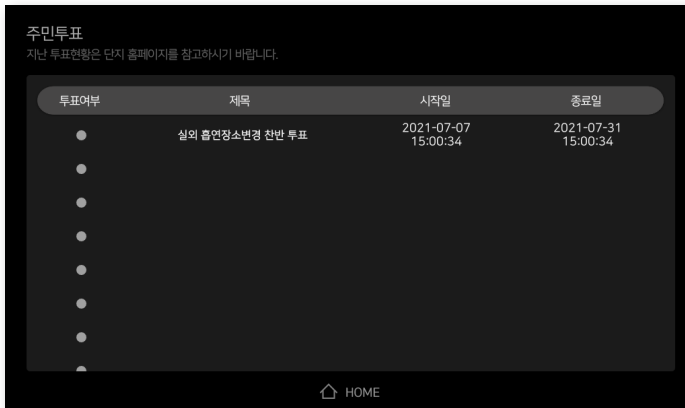 주민투표
지난 투표현황은 단지 홈페이지를 참고하시기 바랍니다.
투표여부 제목 시작일 종료일
실외 흡연장소변경 찬반 투표 2021-07-07 15:00:34 2021-07-31 15:00:34
HOME